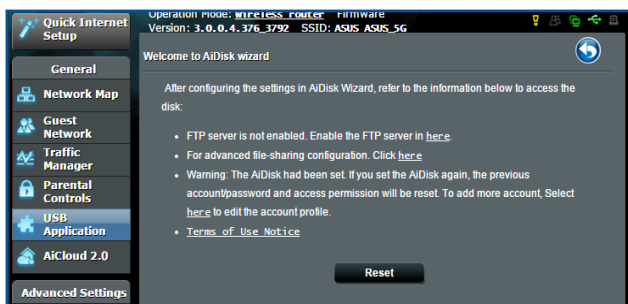 Quick Internet
Setup
General
Network Map
Guest
Network
Traffic
Manager
Parental
Controls
USB
Application
AiCloud 2.0
Advanced Settings
Operation Mode: Wireless router Firmware
Version: 3.0.0.4.376_3792 SSID: ASUS ASUS_5G
Welcome to AiDisk wizard
After configuring the settings in AiDisk Wizard, refer to the information below to access the
disk:
• FTP server is not enabled. Enable the FTP server in here.
• For advanced file-sharing configuration. Click here
• Warning: The AiDisk had been set. If you set the AiDisk again, the previous
account/password and access permission will be reset. To add more account, Select
here to edit the account profile.
• Terms of Use Notice
Reset